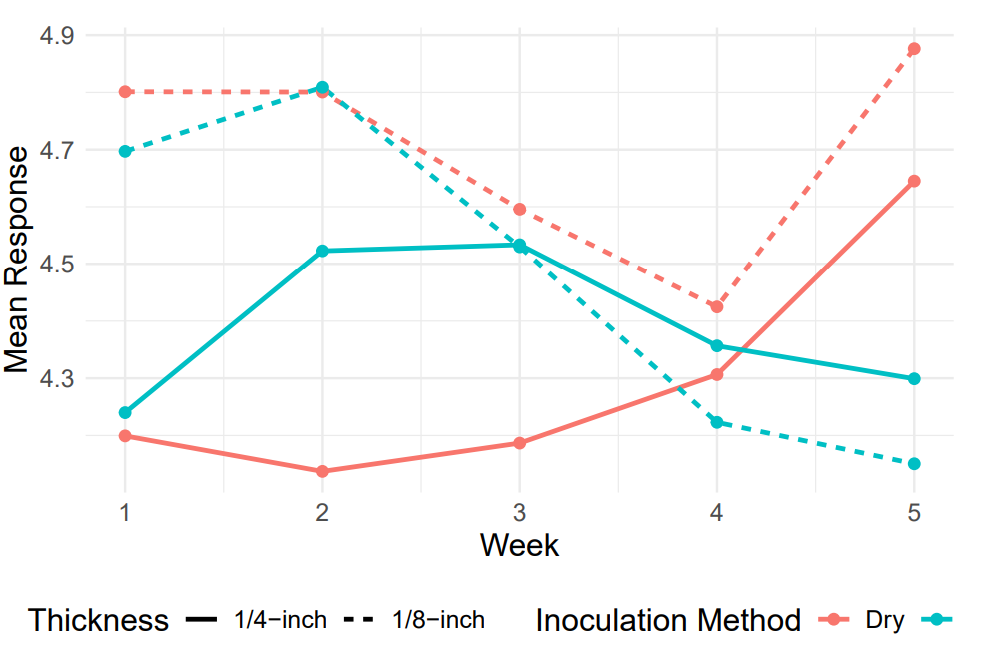 4.9
4.7
4.5
4.3
Mean Response
1 2 3 4 5
Week
Thickness 1/4−inch 1/8−inch Inoculation Method Dry